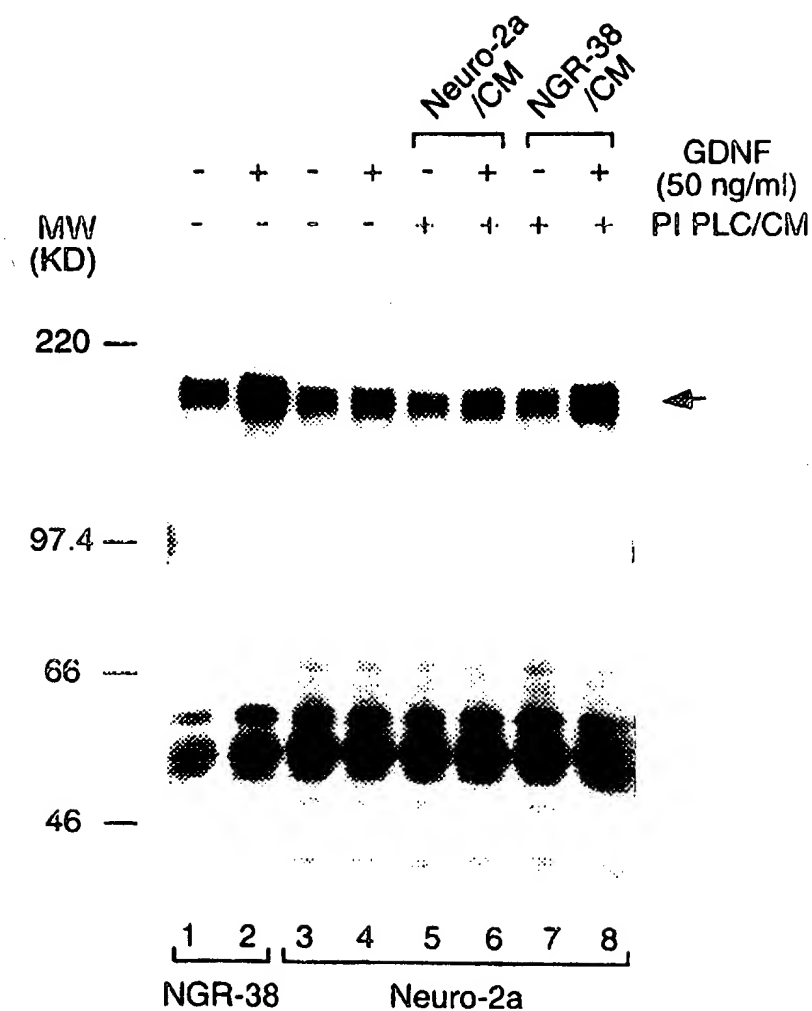 Neuro-2a
/CM
NGR-38
/CM
- + - + - + - + GDNF
(50 ng/ml)
MW
(KD)
- - - - + + + + PI PLC/CM
220
97.4
66
46
1 2 3 4 5 6 7 8
NGR-38 Neuro-2a